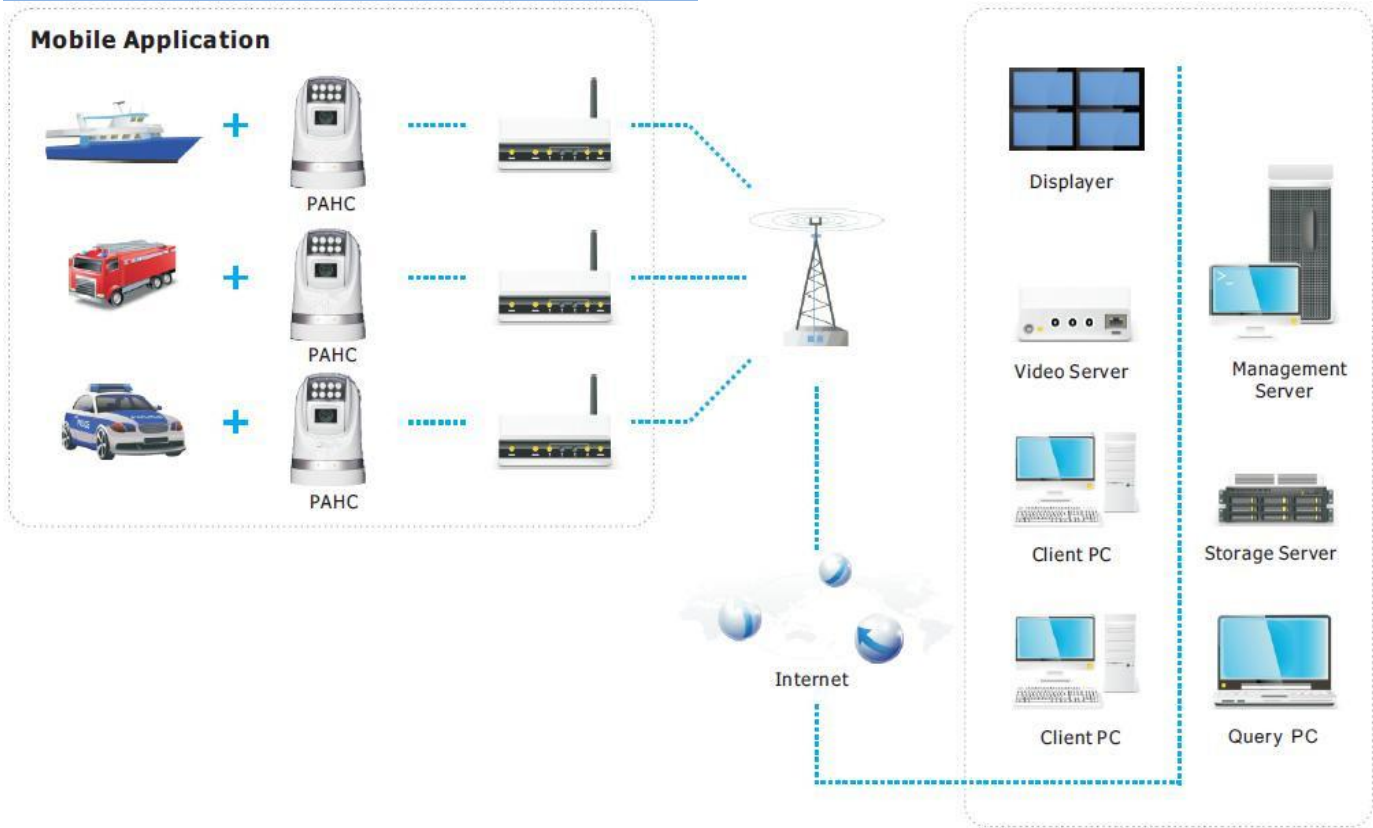 Mobile Application
PAHC
PAHC
PAHC
Internet
Displayer
Video Server
Client PC
Client PC
Management
Server
Storage Server
Query PC